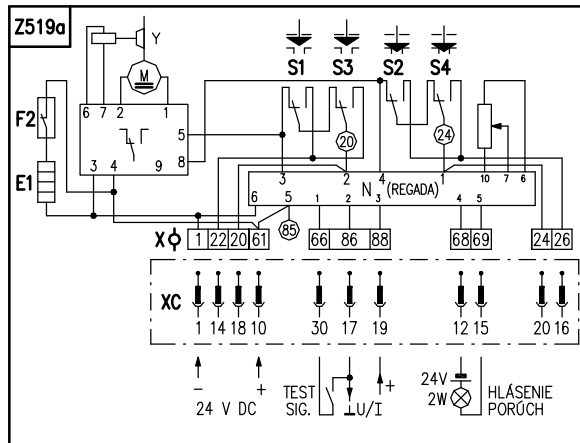 Z519a
Y
M
S1 S3 S2 S4
6 7 2 1
F2
5
8
3 4 9
20
24
E1
3 2 4 1 10 7 6
N (REGADA)
6 5 1 2 3 4 5
85
X 1 22 20 61 66 86 88 68 69 24 26
XC
1 14 18 10 30 17 19 12 15 20 16
− + TEST SIG. U/I + 24V 2W HLÁSENIE
24 V DC PORÚCH